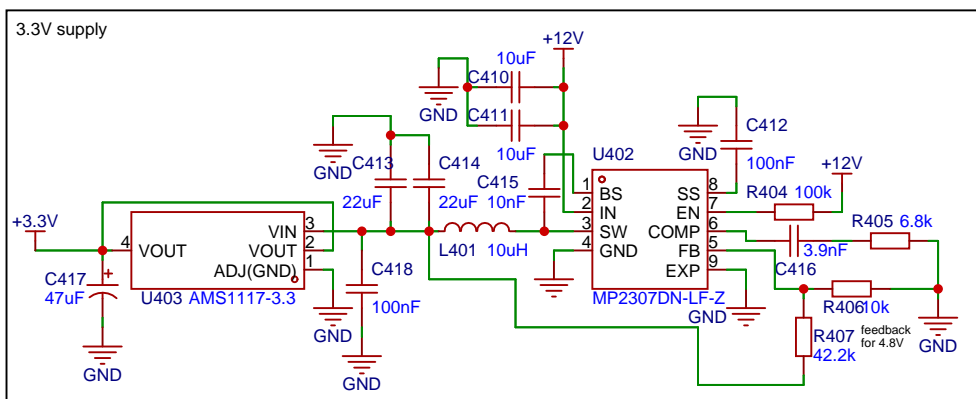 3.3V supply
+12V
10uF
C410
GND
C411
10uF
GND
C412
100nF
GND
C413
22uF
C414
22uF
C415
10nF
U402
1 BS
2 IN
3 SW
4 GND
SS 8
EN 7
COMP 6
FB 5
EXP 9
MP2307DN-LF-Z
+12V
R404 100k
R405 6.8k
3.9nF
C416
R406 10k
R407 feedback
for 4.8V
42.2k
GND
GND
+3.3V
4 VOUT
VIN 3
VOUT 2
ADJ(GND) 1
U403 AMS1117-3.3
L401 10uH
C417
+
47uF
GND
C418
100nF
GND
GND
GND